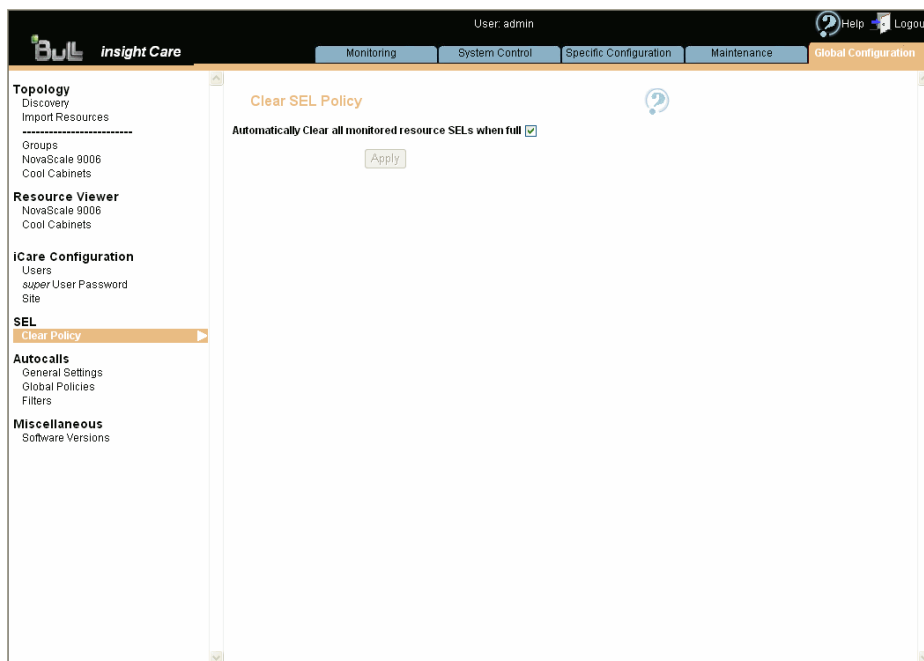 User: admin
Help
Logou
Bull
insight Care
Monitoring
System Control
Specific Configuration
Maintenance
Global Configuration
Topology
Discovery
Import Resources
-------------------------
Groups
NovaScale 9006
Cool Cabinets
Resource Viewer
NovaScale 9006
Cool Cabinets
iCare Configuration
Users
super User Password
Site
SEL
Clear Policy
Autocalls
General Settings
Global Policies
Filters
Miscellaneous
Software Versions
Clear SEL Policy
Automatically Clear all monitored resource SELs when full
Apply